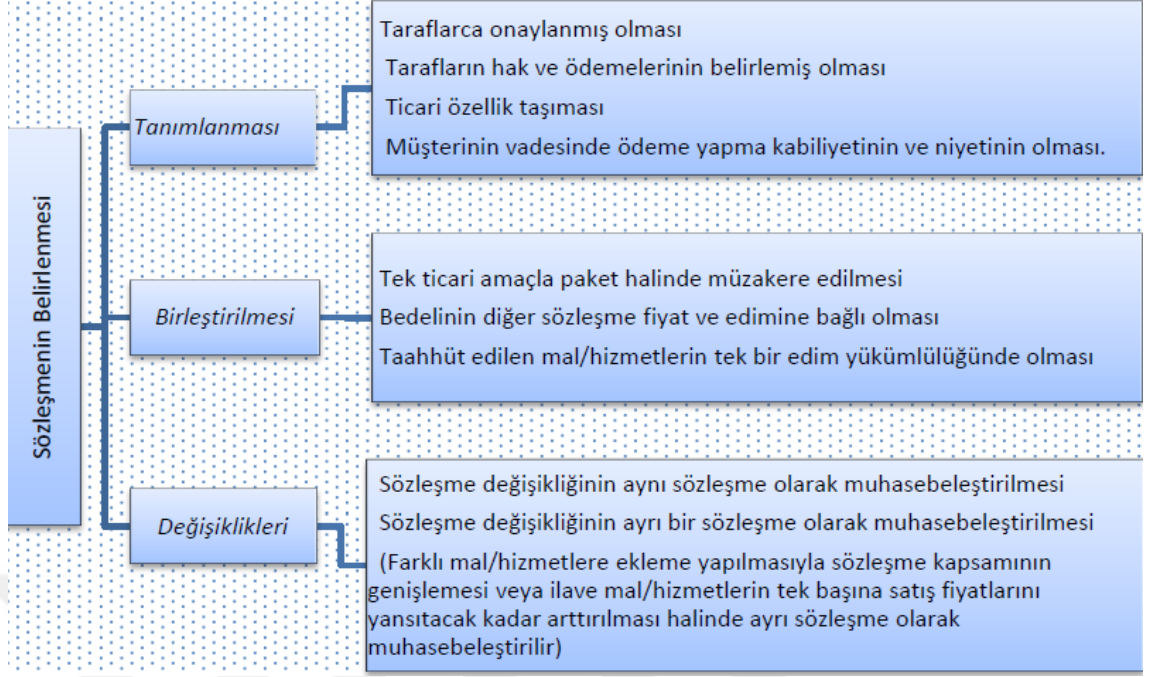 Sözleşmenin Belirlenmesi
Tanımlanması
Taraflarca onaylanmış olması
Tarafların hak ve ödemelerinin belirlemiş olması
Ticari özellik taşıması
Müşterinin vadesinde ödeme yapma kabiliyetinin ve niyetinin olması.
Birleştirilmesi
Tek ticari amaçla paket halinde müzakere edilmesi
Bedelinin diğer sözleşme fiyat ve edimine bağlı olması
Taahhüt edilen mal/hizmetlerin tek bir edim yükümlülüğünde olması
Değişiklikleri
Sözleşme değişikliğinin aynı sözleşme olarak muhasebeleştirilmesi
Sözleşme değişikliğinin ayrı bir sözleşme olarak muhasebeleştirilmesi
(Farklı mal/hizmetlere ekleme yapılmasıyla sözleşme kapsamının
genişlemesi veya ilave mal/hizmetlerin tek başına satış fiyatlarını
yansıtacak kadar arttırılması halinde ayrı sözleşme olarak
muhasebeleştirilir)